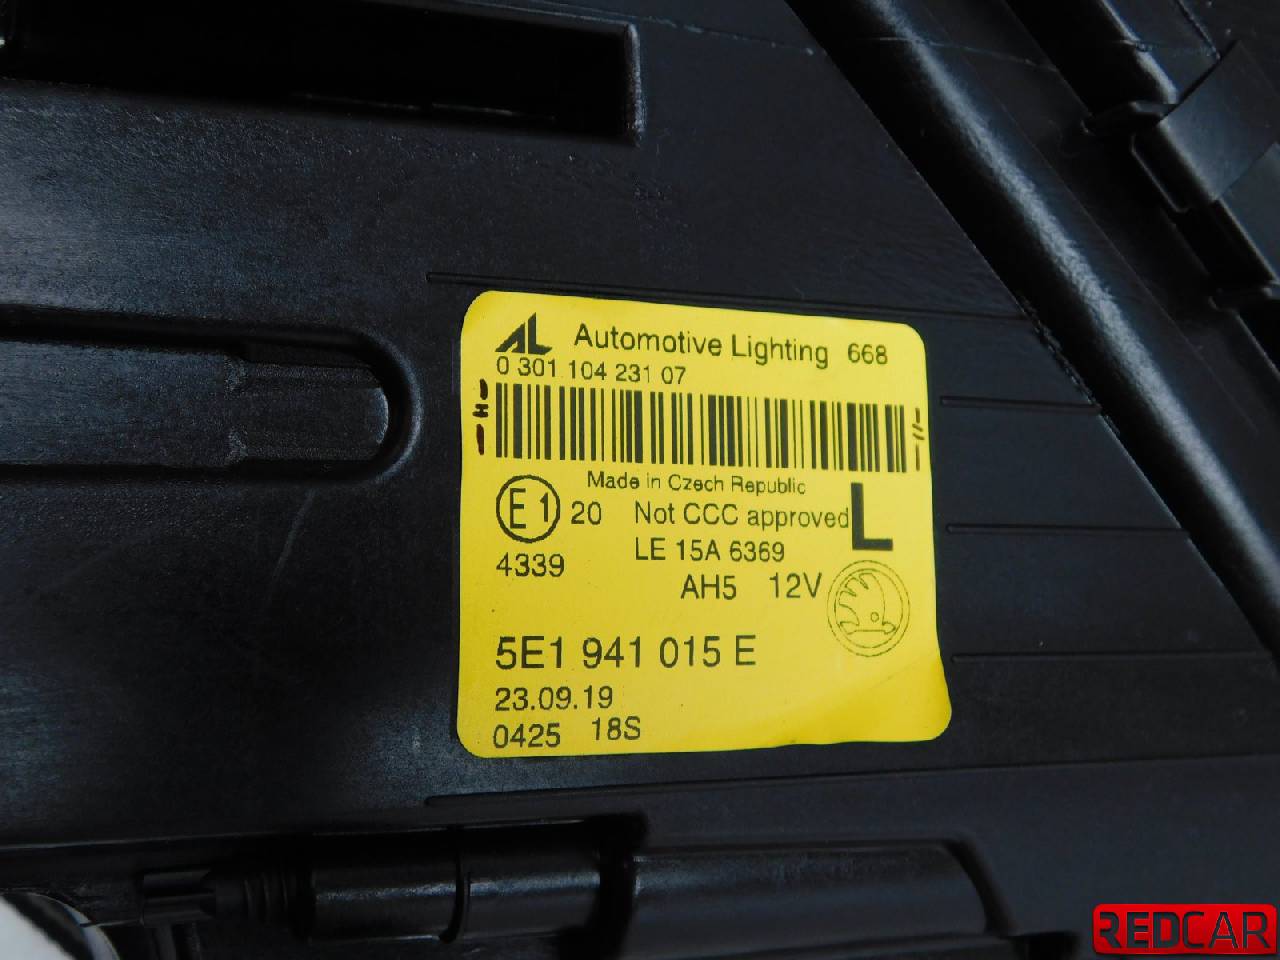 AL Automotive Lighting 668
0 301 104 231 07
Made in Czech Republic
E1 20 Not CCC approved L
4339 LE 15A 6369
AH5 12V
5E1 941 015 E
23.09.19
0425 18S
REDCAR